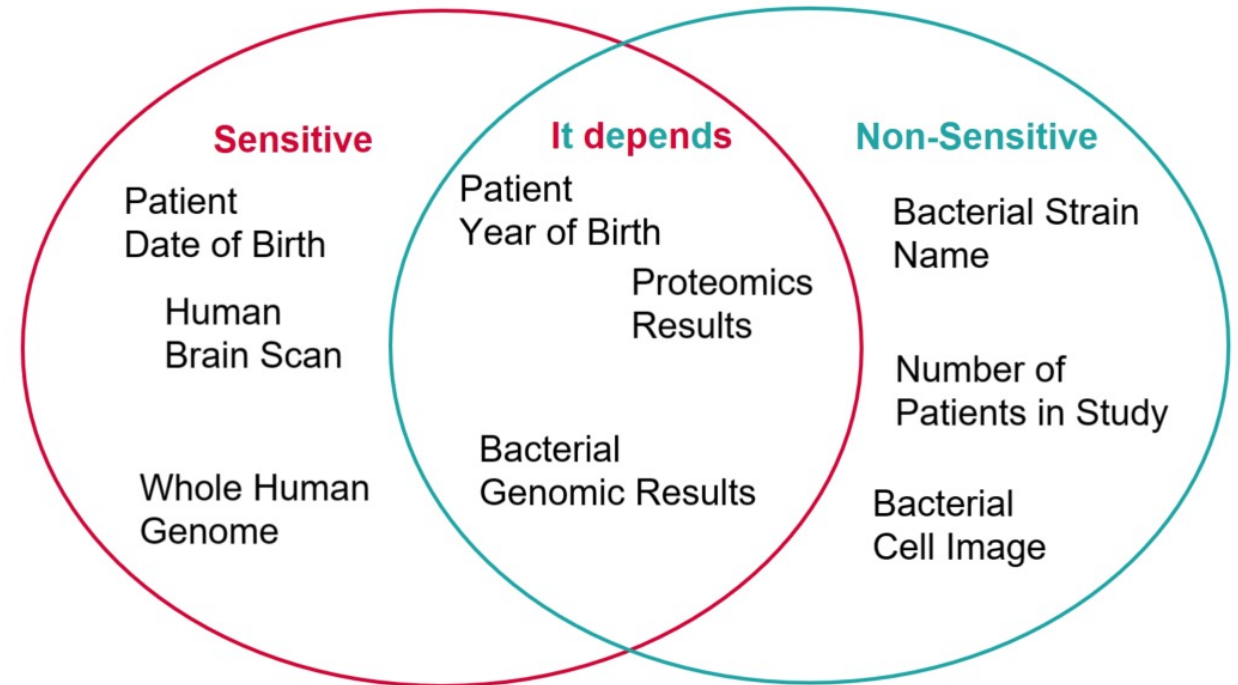 Sensitive
Patient
Date of Birth
Human
Brain Scan
Whole Human
Genome
It depends
Patient
Year of Birth
Proteomics
Results
Bacterial
Genomic Results
Non-Sensitive
Bacterial Strain
Name
Number of
Patients in Study
Bacterial
Cell Image